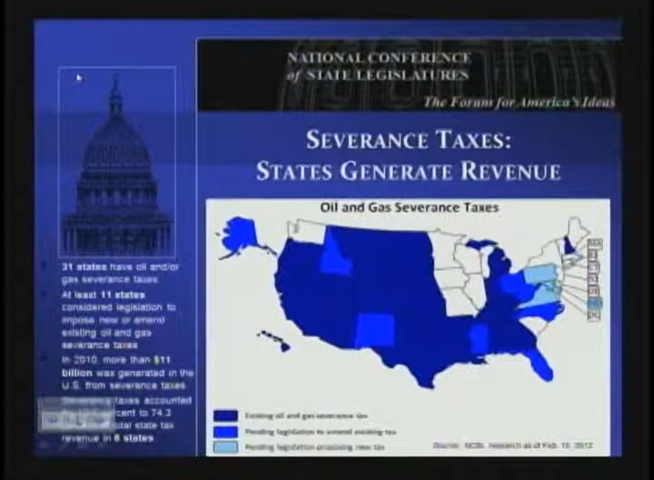 NATIONAL CONFERENCE
of STATE LEGISLATURES
The Forum for America's Ideas
SEVERANCE TAXES:
STATES GENERATE REVENUE
Oil and Gas Severance Taxes
31 states have oil and/or
gas severance taxes
At least 11 states
considered legislation to
impose new or amend
existing oil and gas
severance taxes
In 2010, more than $11
billion was generated in the
U.S. from severance taxes
taxes accounted
cent to 74.3
total state tax
revenue in 6 states
Existing oil and gas severance tax
Pending legislation to amend existing tax
Pending legislation proposing new tax
Source: NCSL research as of Feb. 2012